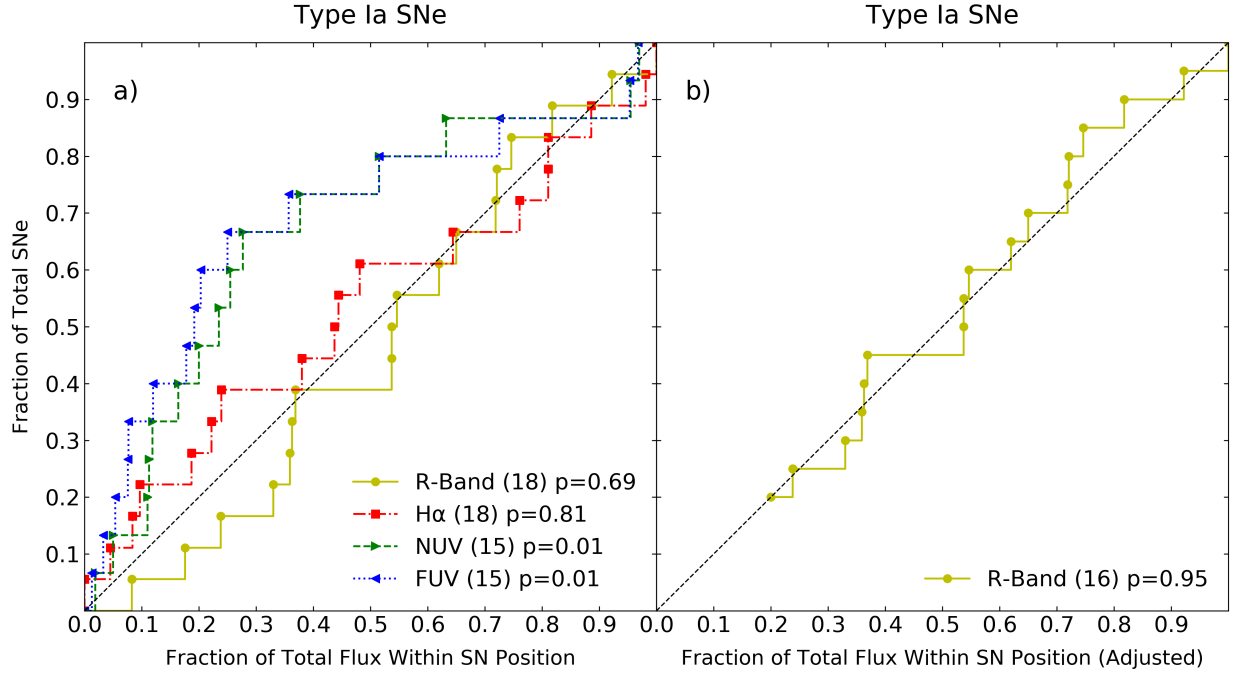 Type Ia SNe
Type Ia SNe
a)
b)
Fraction of Total SNe
0.9
0.8
0.7
0.6
0.5
0.4
0.3
0.2
0.1
R-Band (18) p=0.69
Hα (18) p=0.81
NUV (15) p=0.01
FUV (15) p=0.01
R-Band (16) p=0.95
0.0 0.1 0.2 0.3 0.4 0.5 0.6 0.7 0.8 0.9 0.0 0.1 0.2 0.3 0.4 0.5 0.6 0.7 0.8 0.9
Fraction of Total Flux Within SN Position
Fraction of Total Flux Within SN Position (Adjusted)